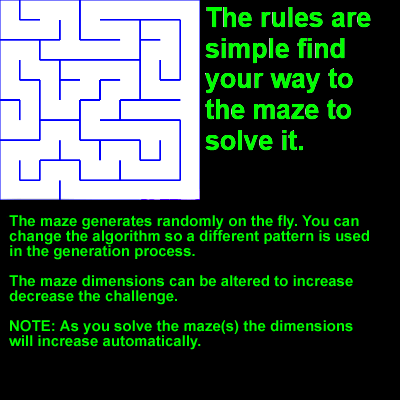 The rules are
simple find
your way to
the maze to
solve it.
The maze generates randomly on the fly. You can
change the algorithm so a different pattern is used
in the generation process.
The maze dimensions can be altered to increase
decrease the challenge.
NOTE: As you solve the maze(s) the dimensions
will increase automatically.